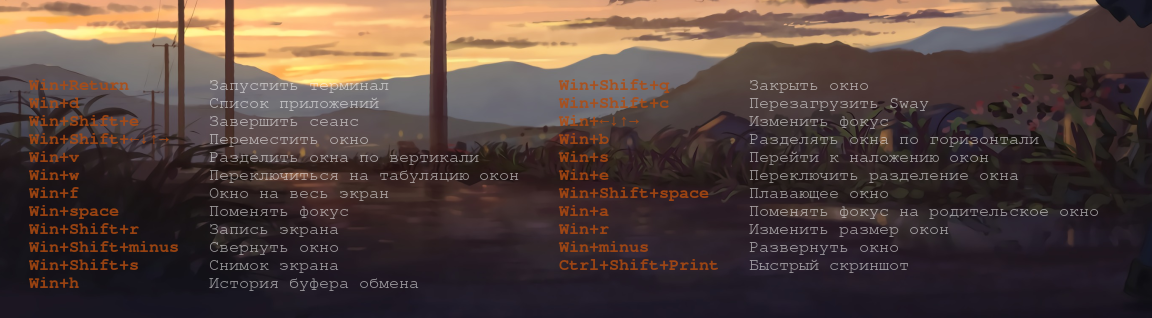 Win+Return Запустить терминал Win+Shift+q Закрыть окно
Win+d Список приложений Win+Shift+c Перезагрузить Sway
Win+Shift+e Завершить сеанс Win+←↓↑→ Изменить фокус
Win+Shift+←↓↑→ Переместить окно Win+b Разделять окна по горизонтали
Win+v Разделить окна по вертикали Win+s Перейти к наложению окон
Win+w Переключиться на табуляцию окон Win+e Переключить разделение окна
Win+f Окно на весь экран Win+Shift+space Плавающее окно
Win+space Поменять фокус Win+a Поменять фокус на родительское окно
Win+Shift+r Запись экрана Win+r Изменить размер окон
Win+Shift+minus Свернуть окно Win+minus Развернуть окно
Win+Shift+s Снимок экрана Ctrl+Shift+Print Быстрый скриншот
Win+h История буфера обмена